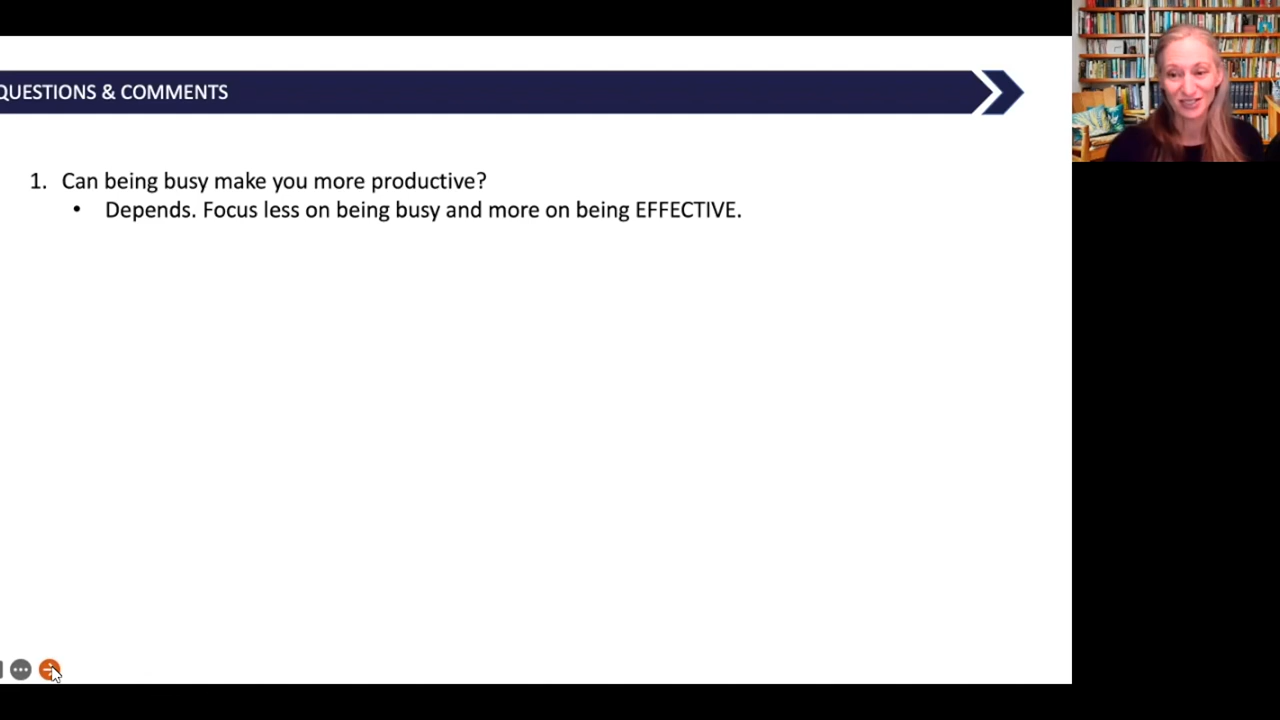 QUESTIONS & COMMENTS
1. Can being busy make you more productive?
• Depends. Focus less on being busy and more on being EFFECTIVE.